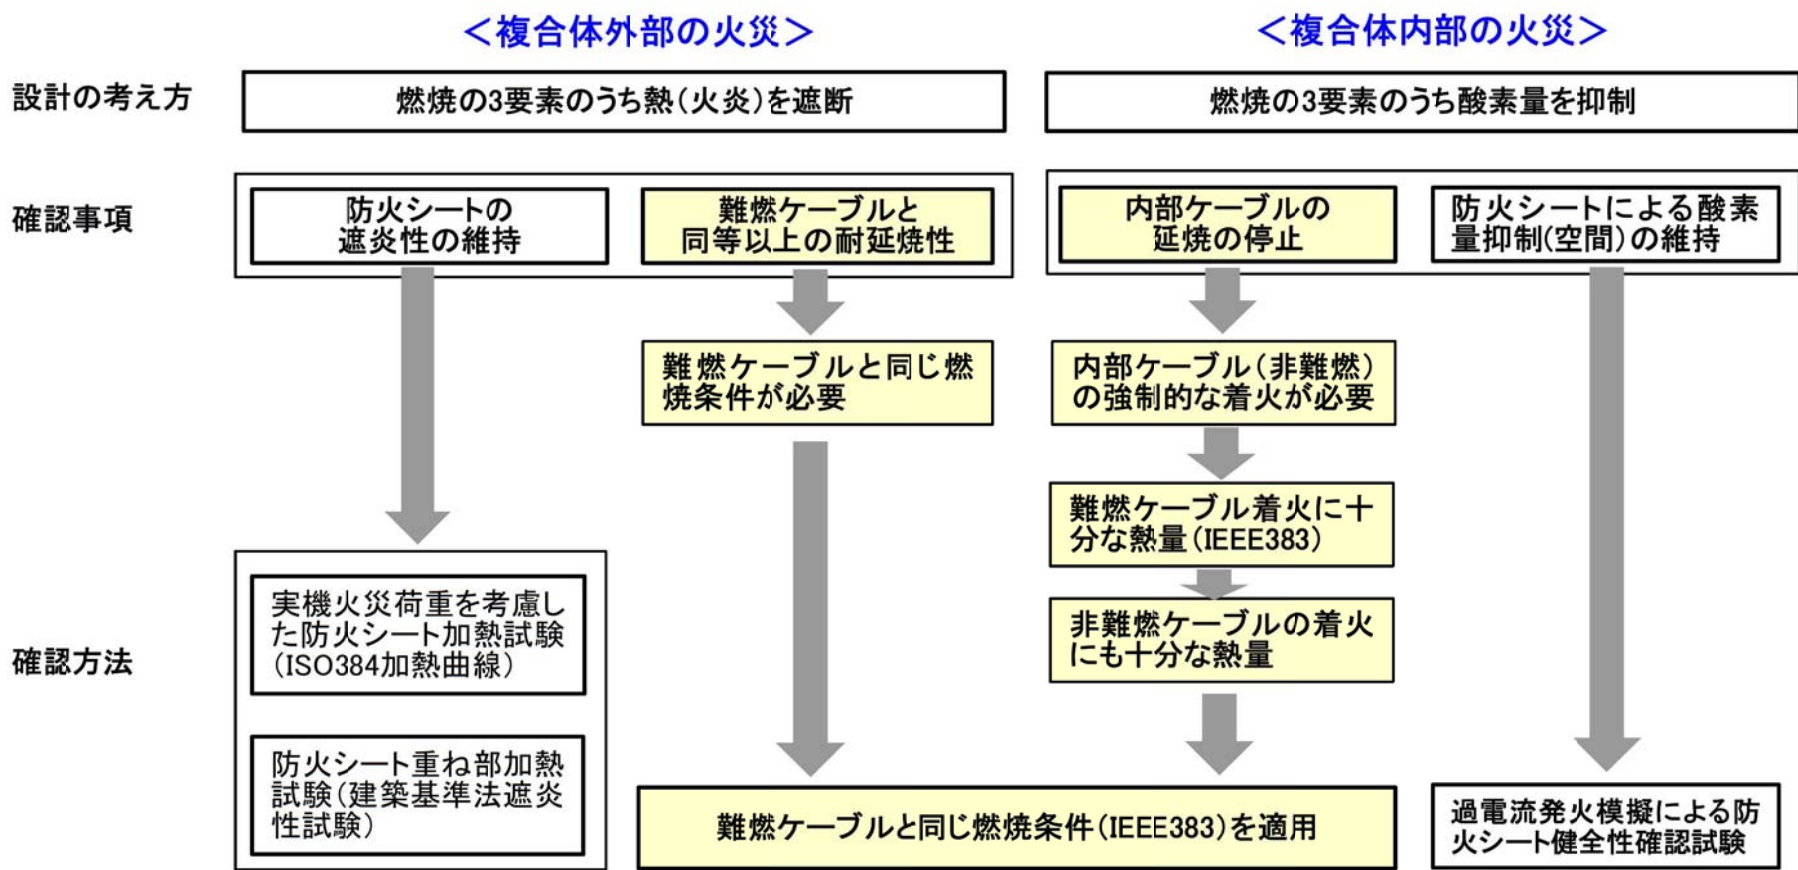 ＜複合体外部の火災＞
＜複合体内部の火災＞
設計の考え方
燃焼の3要素のうち熱(火炎)を遮断
燃焼の3要素のうち酸素量を抑制
確認事項
防火シートの
遮炎性の維持
難燃ケーブルと
同等以上の耐延焼性
内部ケーブルの
延焼の停止
防火シートによる酸素
量抑制(空間)の維持
難燃ケーブルと同じ燃
焼条件が必要
内部ケーブル(非難燃)
の強制的な着火が必要
難燃ケーブル着火に十
分な熱量(IEEE383)
非難燃ケーブルの着火
にも十分な熱量
確認方法
実機火災荷重を考慮し
た防火シート加熱試験
(ISO384加熱曲線)
防火シート重ね部加熱
試験(建築基準法遮炎
性試験)
難燃ケーブルと同じ燃焼条件(IEEE383)を適用
過電流発火模擬による防
火シート健全性確認試験